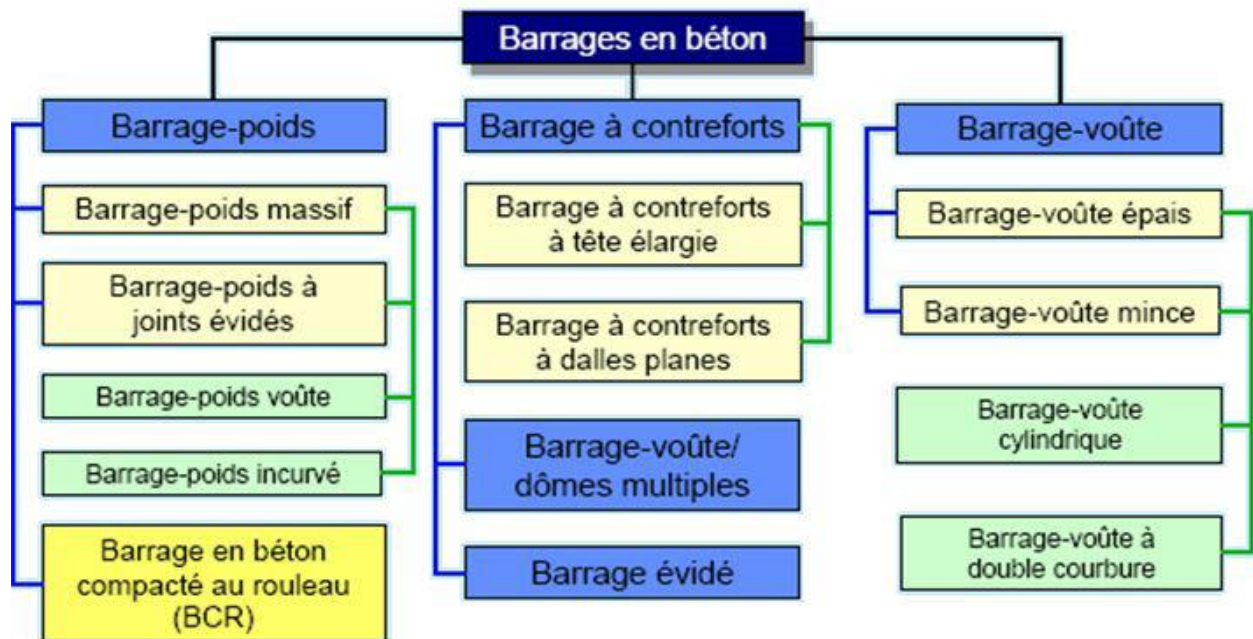 Barrages en béton
Barrage-poids
Barrage-poids massif
Barrage-poids à
joints évidés
Barrage-poids voûte
Barrage-poids incurvé
Barrage en béton
compacté au rouleau
(BCR)
Barrage à contreforts
Barrage à contreforts
à tête élargie
Barrage à contreforts
à dalles planes
Barrage-voûte/
dômes multiples
Barrage évidé
Barrage-voûte
Barrage-voûte épais
Barrage-voûte mince
Barrage-voûte
cylindrique
Barrage-voûte à
double courbure